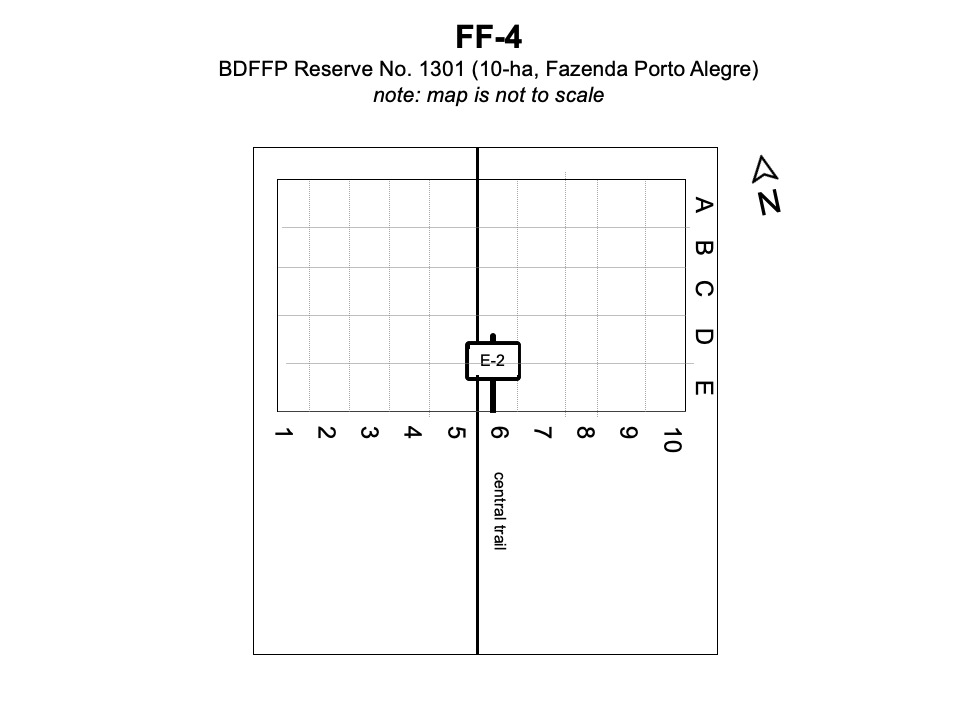 FF-4
BDFFP Reserve No. 1301 (10-ha, Fazenda Porto Alegre)
note: map is not to scale
N
A
B
C
D
E
E-2
1 2 3 4 5 6 7 8 9 10
central trail